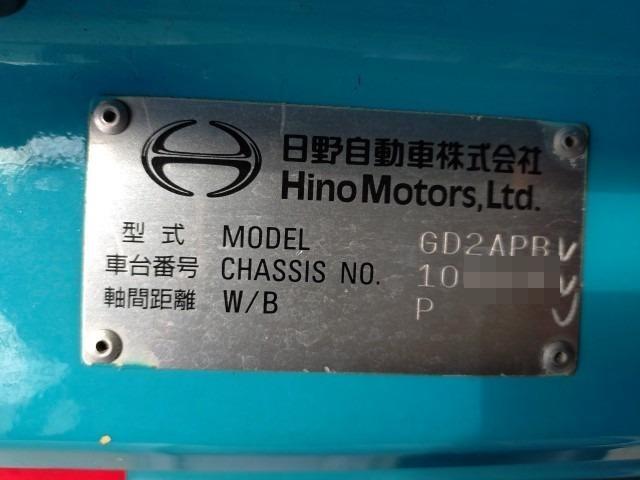 日野自動車株式会社
Hino Motors, Ltd.
型式 MODEL GD2APB
車台番号 CHASSIS NO. 10
軸間距離 W/B P